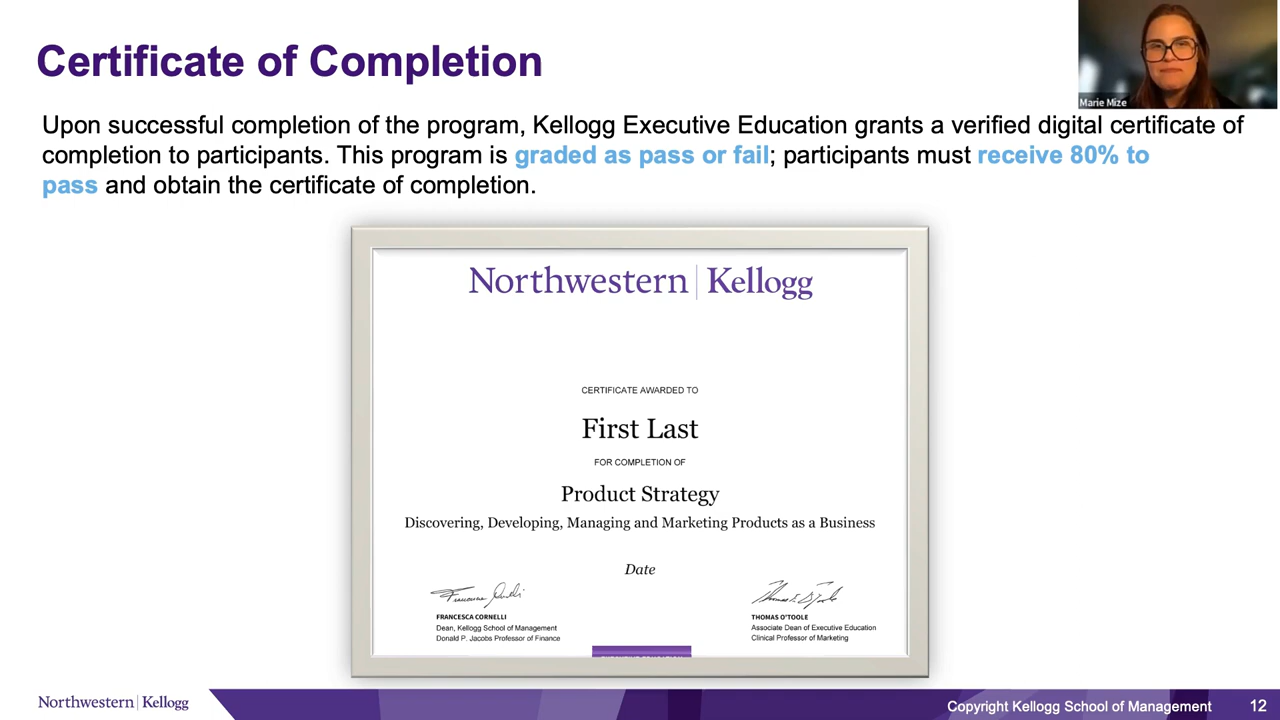 Certificate of Completion
Marie Mize
Upon successful completion of the program, Kellogg Executive Education grants a verified digital certificate of
completion to participants. This program is graded as pass or fail; participants must receive 80% to
pass and obtain the certificate of completion.
Northwestern | Kellogg
CERTIFICATE AWARDED TO
First Last
FOR COMPLETION OF
Product Strategy
Discovering, Developing, Managing and Marketing Products as a Business
Date
FRANCESCA CORNELLI
Dean, Kellogg School of Management
Donald P. Jacobs Professor of Finance
THOMAS O'TOOLE
Associate Dean of Executive Education
Clinical Professor of Marketing
Northwestern | Kellogg
Copyright Kellogg School of Management
12